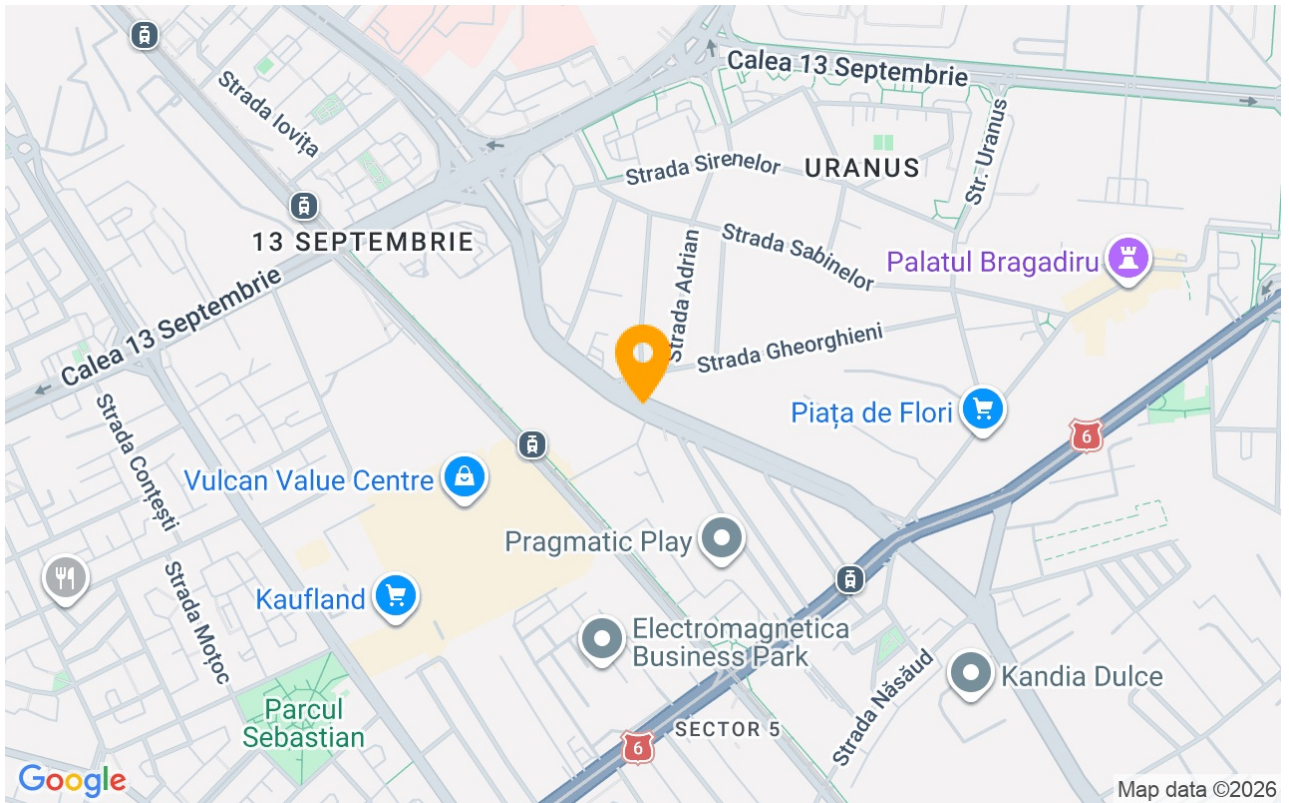 Calea 13 Septembrie
Strada Iovița
Strada Sirenelor
URANUS
Str. Uranus
13 SEPTEMBRIE
Strada Adrian
Strada Sabinelor
Palatul Bragadiru
Calea 13 Septembrie
Strada Gheorghieni
Piața de Flori
6
Strada Contești
Vulcan Value Centre
Pragmatic Play
Strada Moțoc
Kaufland
Electromagnetica
Business Park
Strada Năsăud
Kandia Dulce
Parcul
Sebastian
SECTOR 5
6
Google
Map data ©2026